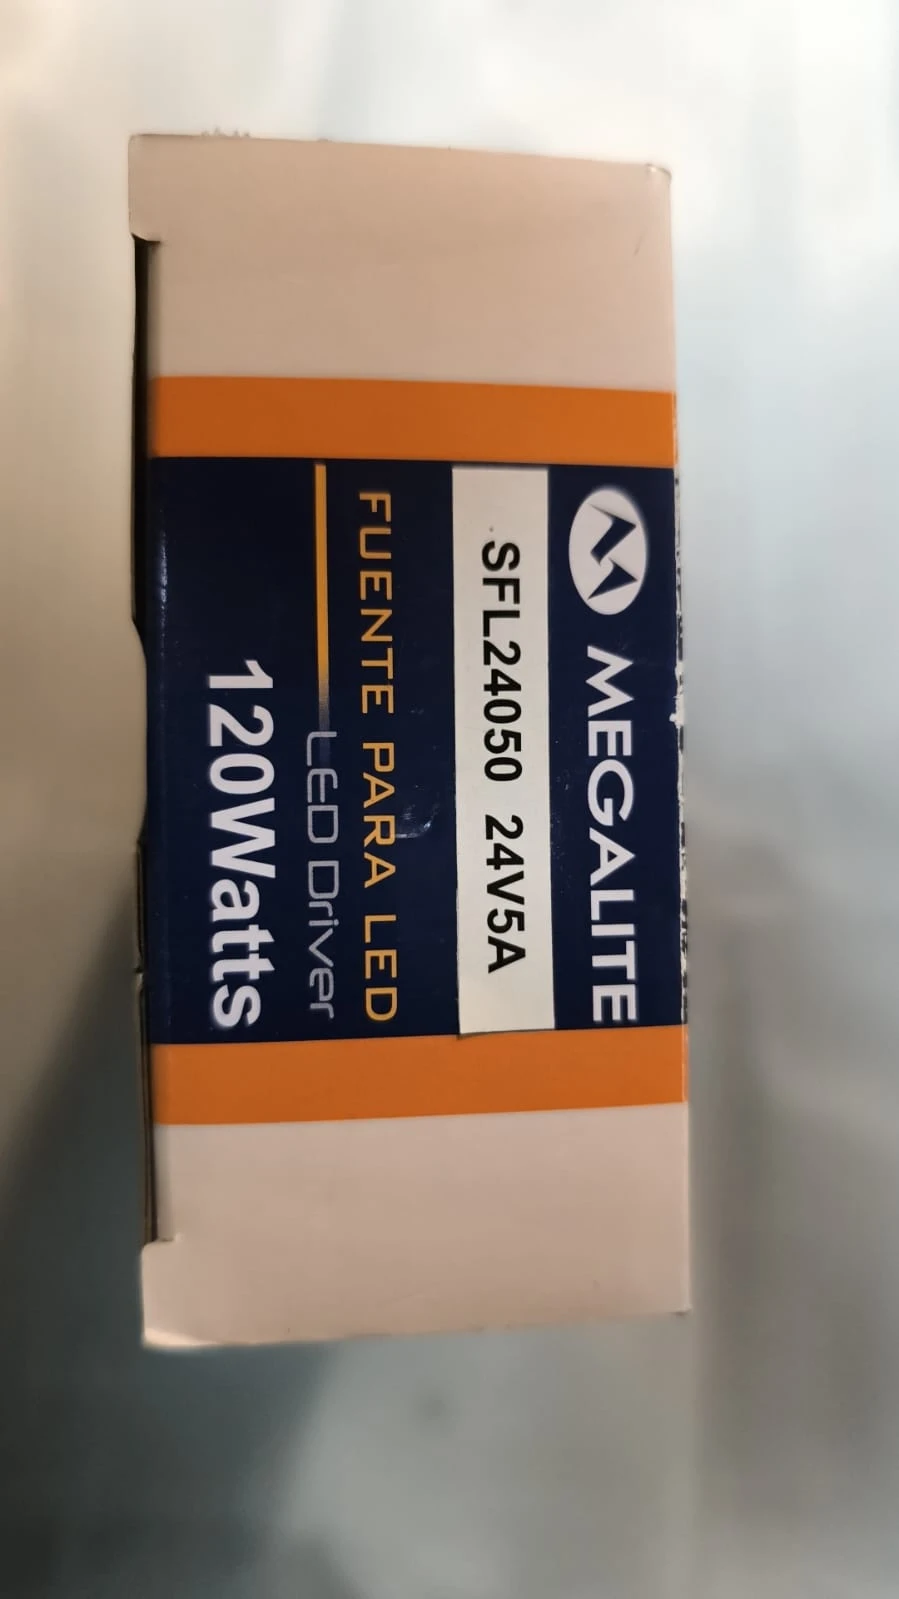 MEGALITE
SFL24050 24V5A
FUENTE PARA LED
LED Driver
120Watts